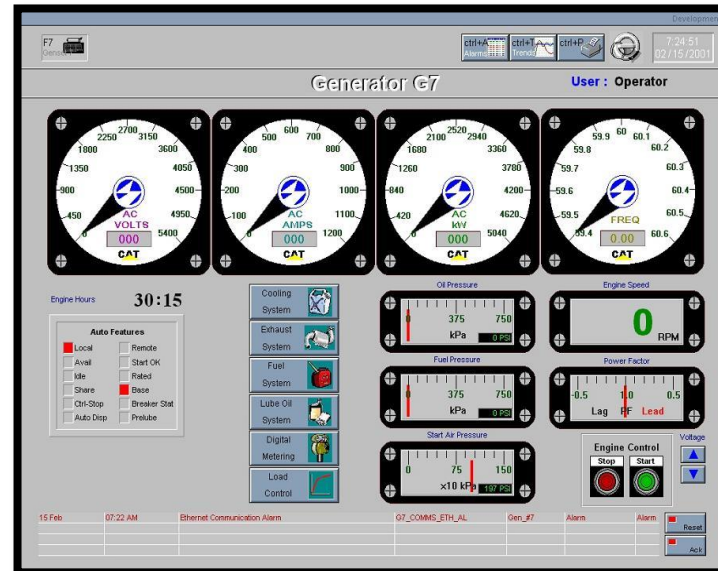 Development
F7
Genset
ctrl+A
Alarms
ctrl+T
Trends
ctrl+P
7:24:51
02/15/2001
Generator G7
User : Operator
0 450 900 1350 1800 2250 2700 3150 3600 4050 4500 4950 5400
AC
VOLTS
000
CAT
0 100 200 300 400 500 600 700 800 900 1000 1100 1200
AC
AMPS
000
CAT
0 420 840 1260 1680 2100 2520 2940 3360 3780 4200 4620 5040
AC
kW
000
CAT
59.4 59.5 59.6 59.7 59.8 59.9 60 60.1 60.2 60.3 60.4 60.5 60.6
FREQ
0.00
CAT
Engine Hours 30:15
Auto Features
Local Remote
Avail Start OK
Idle Rated
Share Base
Ctrl-Stop Breaker Stat
Auto Disp Prelube
Cooling
System
Exhaust
System
Fuel
System
Lube Oil
System
Digital
Metering
Load
Control
Oil Pressure
0 375 750
kPa 0 PSI
Fuel Pressure
0 375 750
kPa 0 PSI
Start Air Pressure
0 75 150
x10 kPa 197 PSI
Engine Speed
0
RPM
Power Factor
-0.5 1.0 0.5
Lag PF Lead
Engine Control
Stop Start
Voltage
15 Feb 07:22 AM Ethernet Communication Alarm G7_COMMS_ETH_AL Gen_#7 Alarm Alarm
Reset
Ack